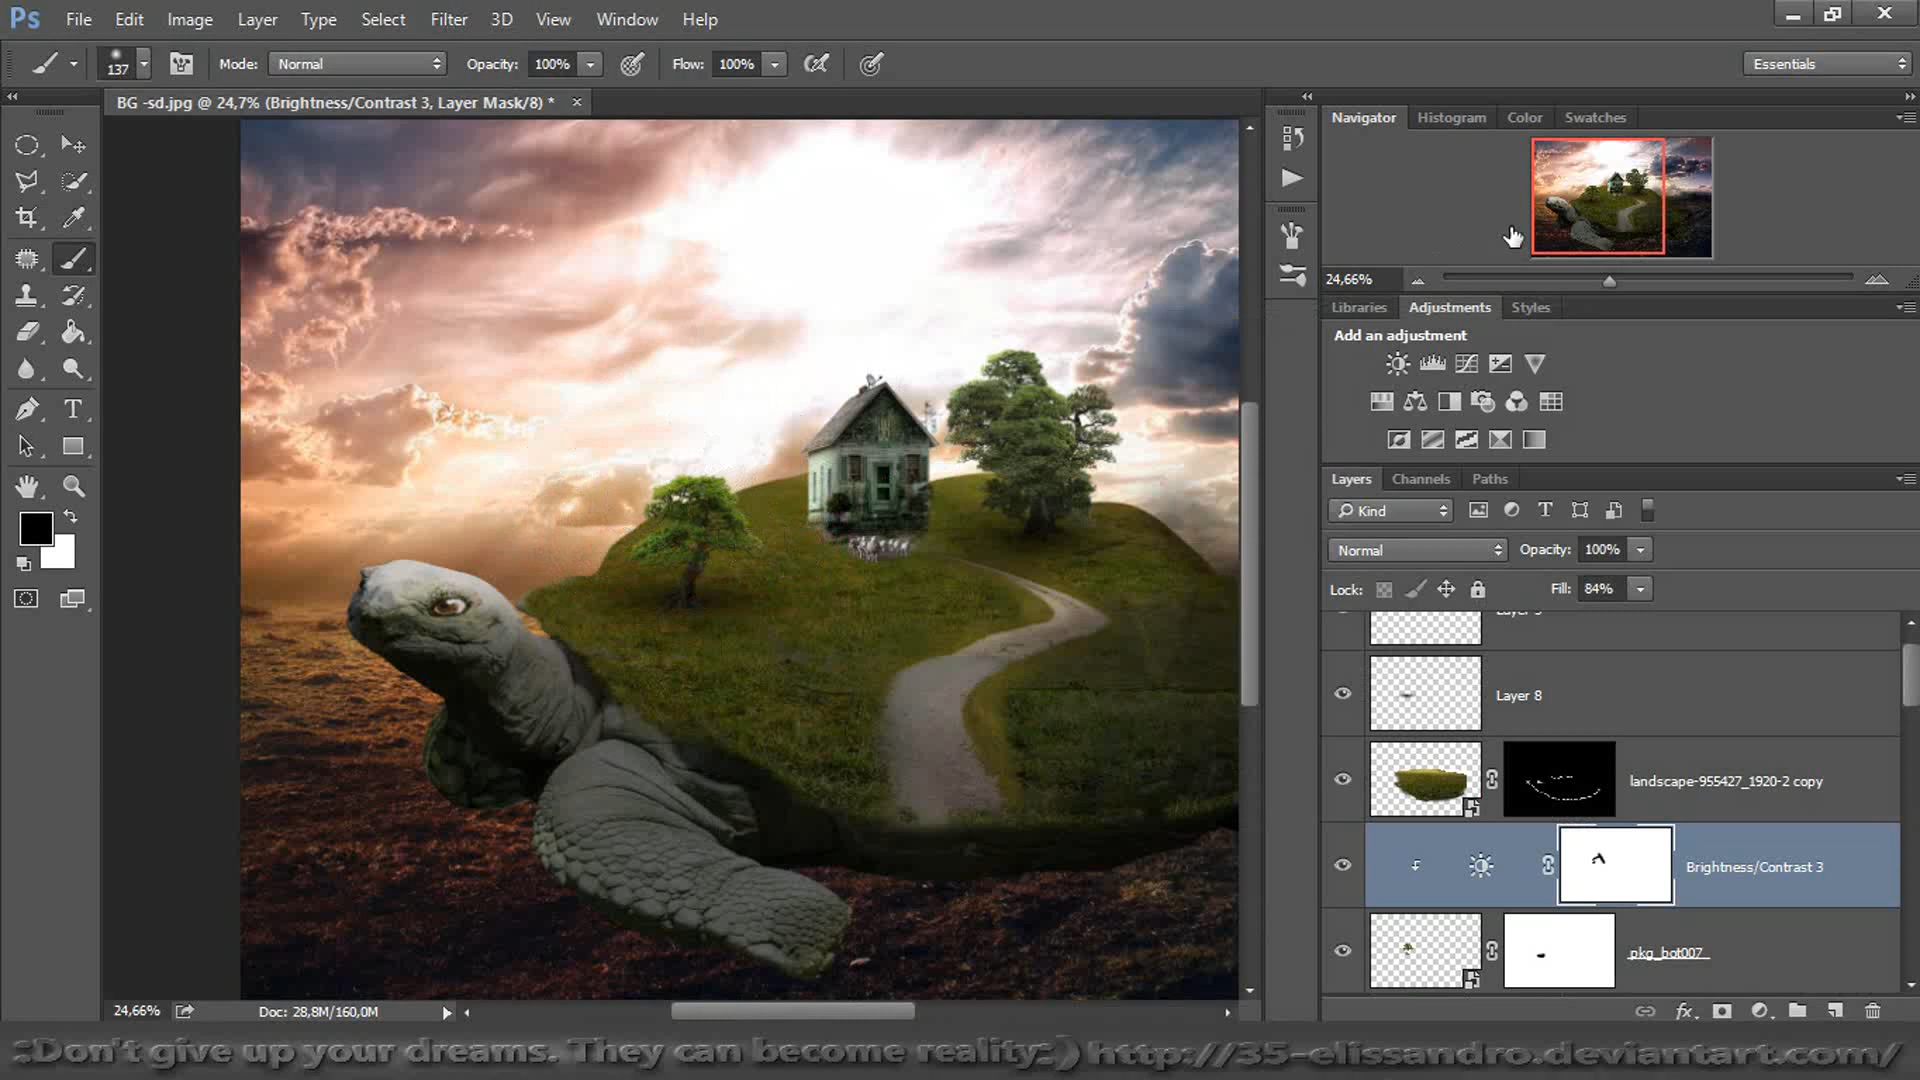 Ps File Edit Image Layer Type Select Filter 3D View Window Help
137 Mode: Normal Opacity: 100% Flow: 100% Essentials
BG -sd.jpg @ 24,7% (Brightness/Contrast 3, Layer Mask/8) *
Navigator Histogram Color Swatches
24,66%
Libraries Adjustments Styles
Add an adjustment
Layers Channels Paths
Kind
Normal Opacity: 100%
Lock: Fill: 84%
Layer 8
landscape-955427_1920-2 copy
Brightness/Contrast 3
pkg_bot007
24,66% Doc: 28,8M/160,0M
fx
:Don't give up your dreams. They can become reality:) http://35-elissandro.deviantart.com/